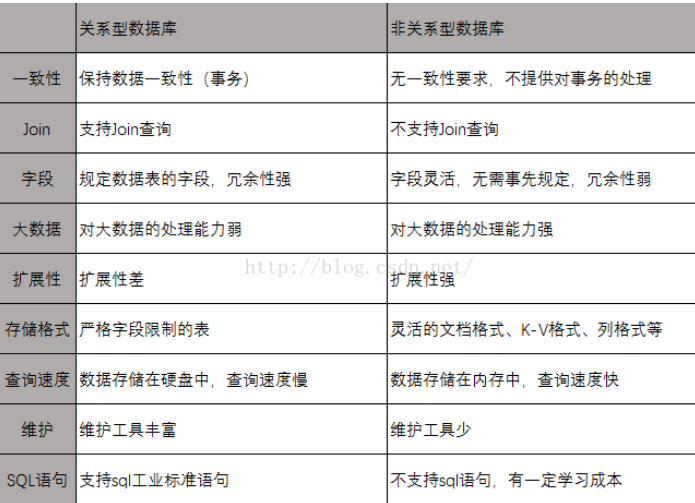 关系型数据库 非关系型数据库
一致性 保持数据一致性（事务） 无一致性要求，不提供对事务的处理
Join 支持Join查询 不支持Join查询
字段 规定数据表的字段，冗余性强 字段灵活，无需事先规定，冗余性弱
大数据 对大数据的处理能力弱 对大数据的处理能力强
http://blog.csdn.net/
扩展性 扩展性差 扩展性强
存储格式 严格字段限制的表 灵活的文档格式、K-V格式、列格式等
查询速度 数据存储在硬盘中，查询速度慢 数据存储在内存中，查询速度快
维护 维护工具丰富 维护工具少
SQL语句 支持sql工业标准语句 不支持sql语句，有一定学习成本